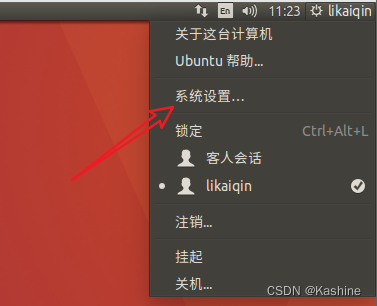 En 11:23 likaiqin
关于这台计算机
Ubuntu 帮助...
系统设置...
锁定 Ctrl+Alt+L
客人会话
likaiqin
注销...
挂起
关机...
CSDN @Kashine